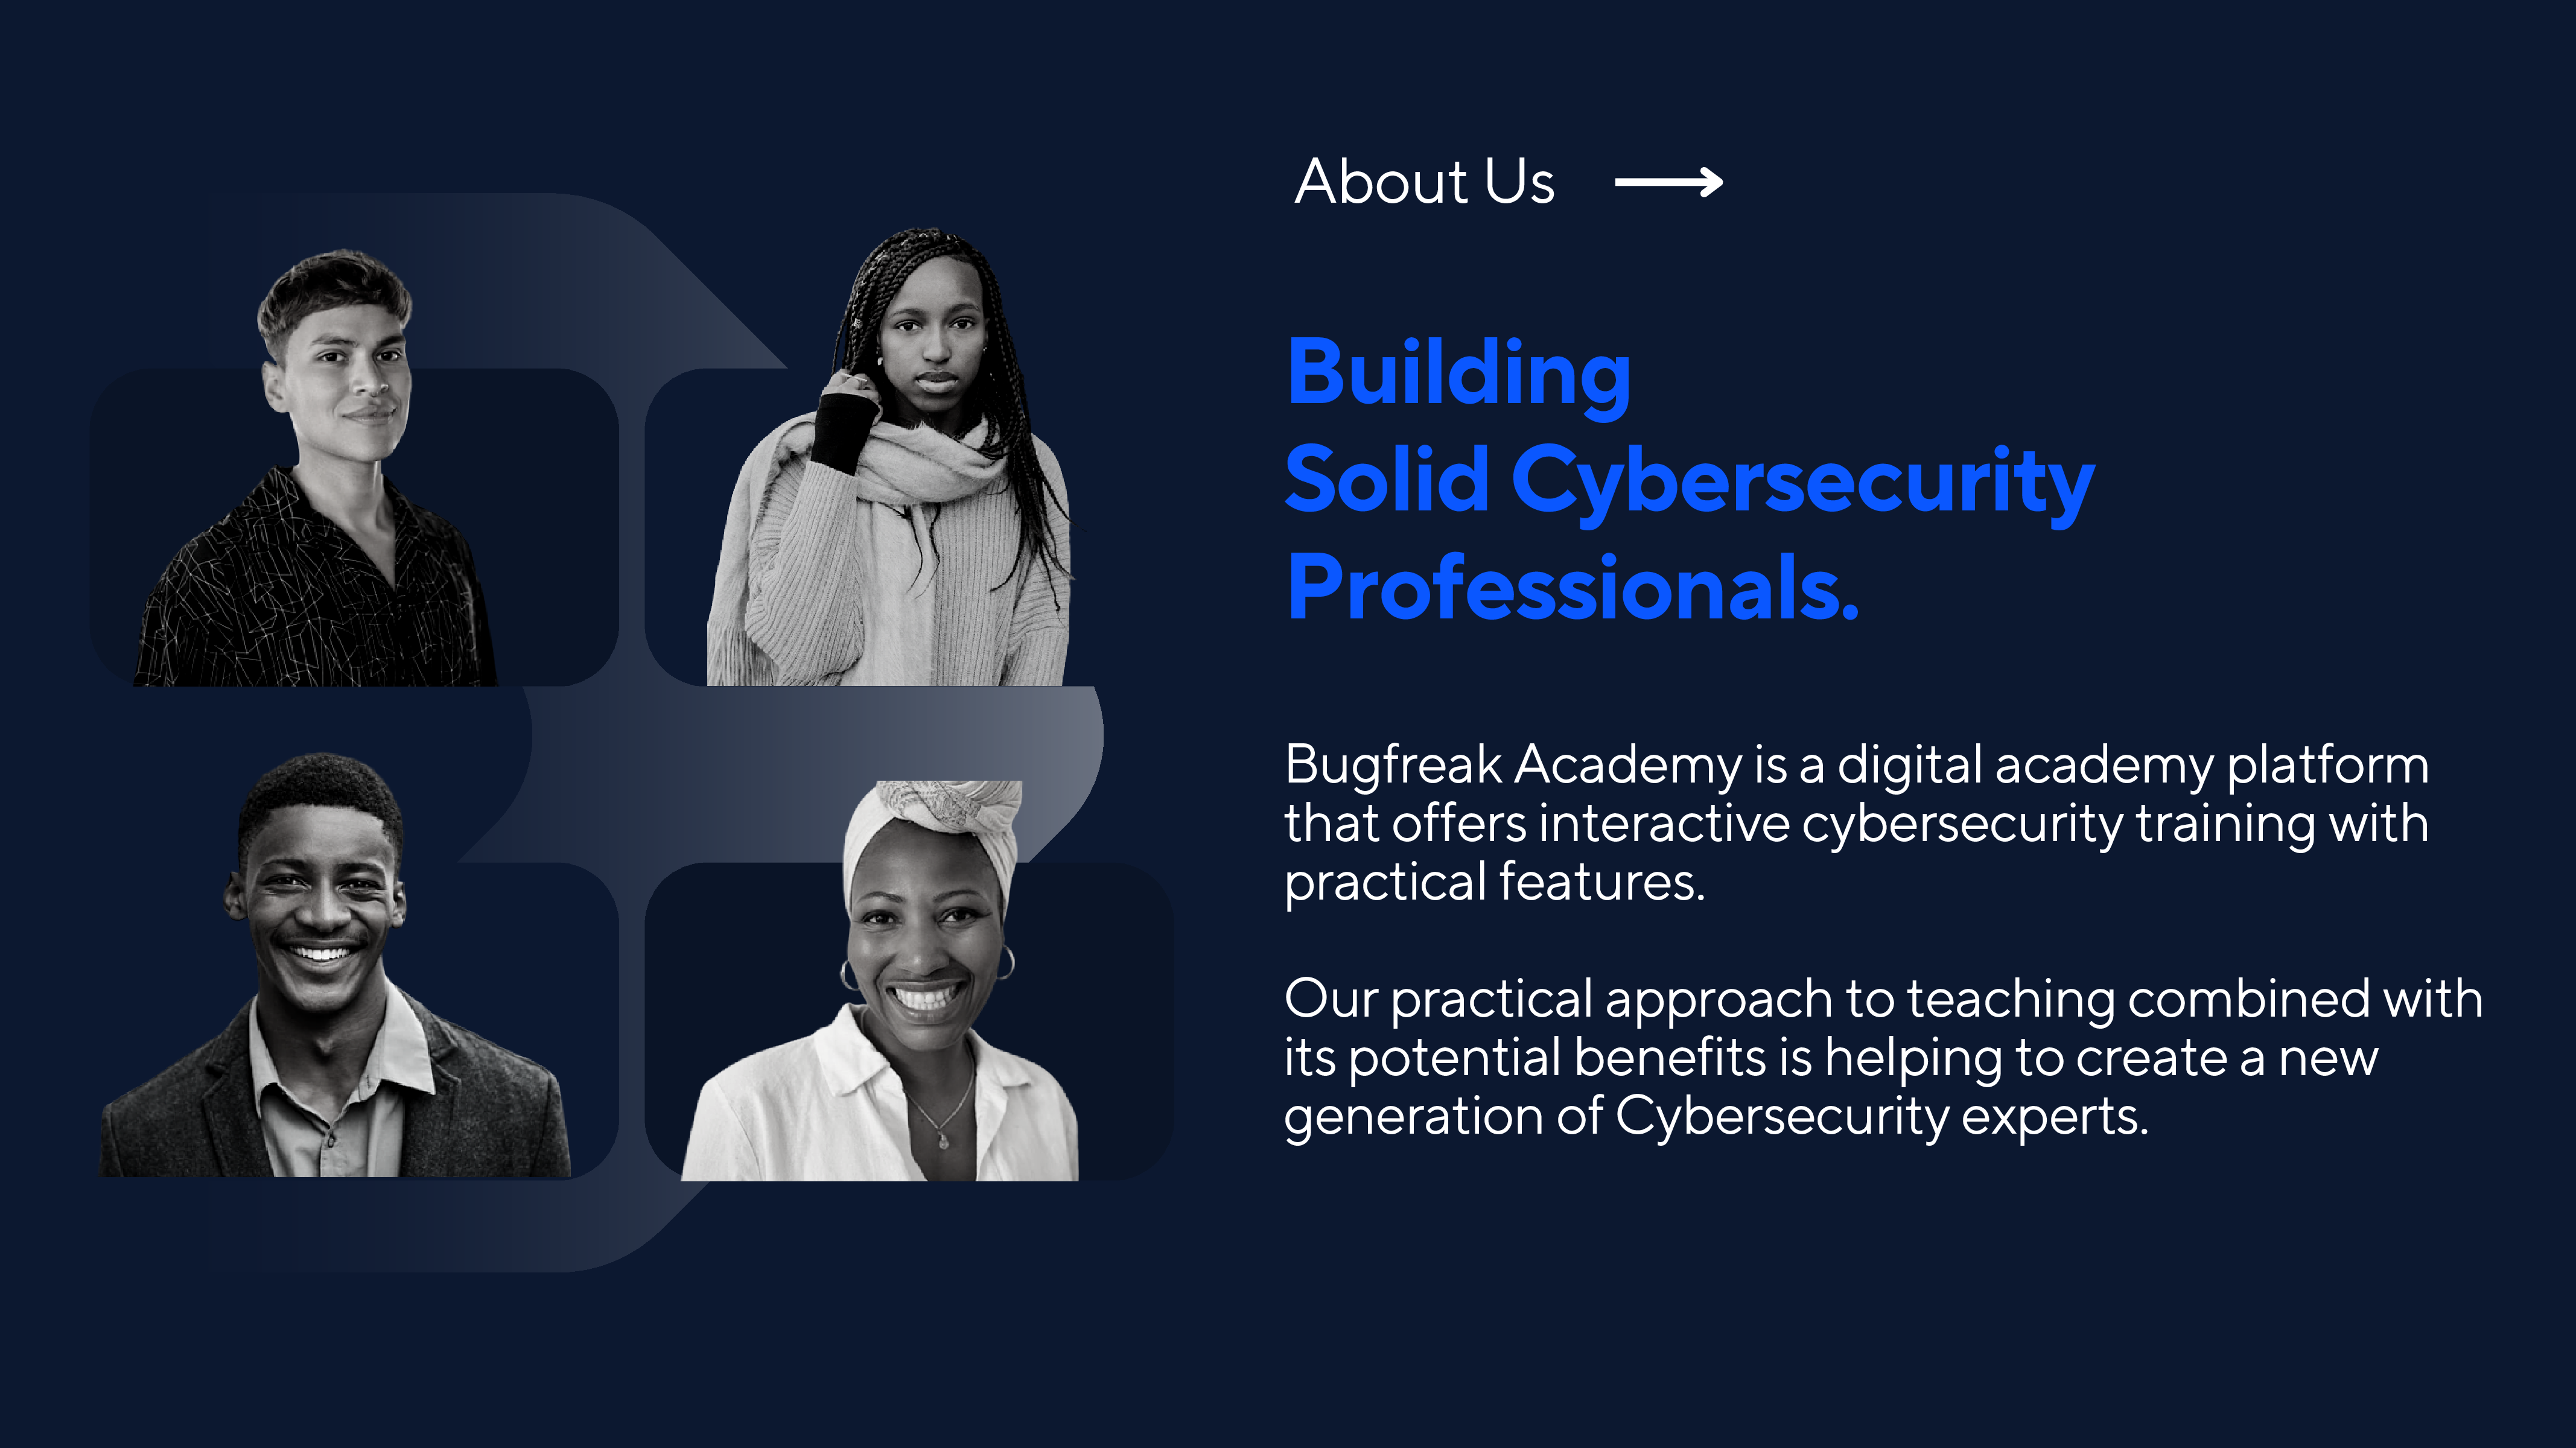 About Us
Building
Solid Cybersecurity
Professionals.
Bugfreak Academy is a digital academy platform
that offers interactive cybersecurity training with
practical features.
Our practical approach to teaching combined with
its potential benefits is helping to create a new
generation of Cybersecurity experts.